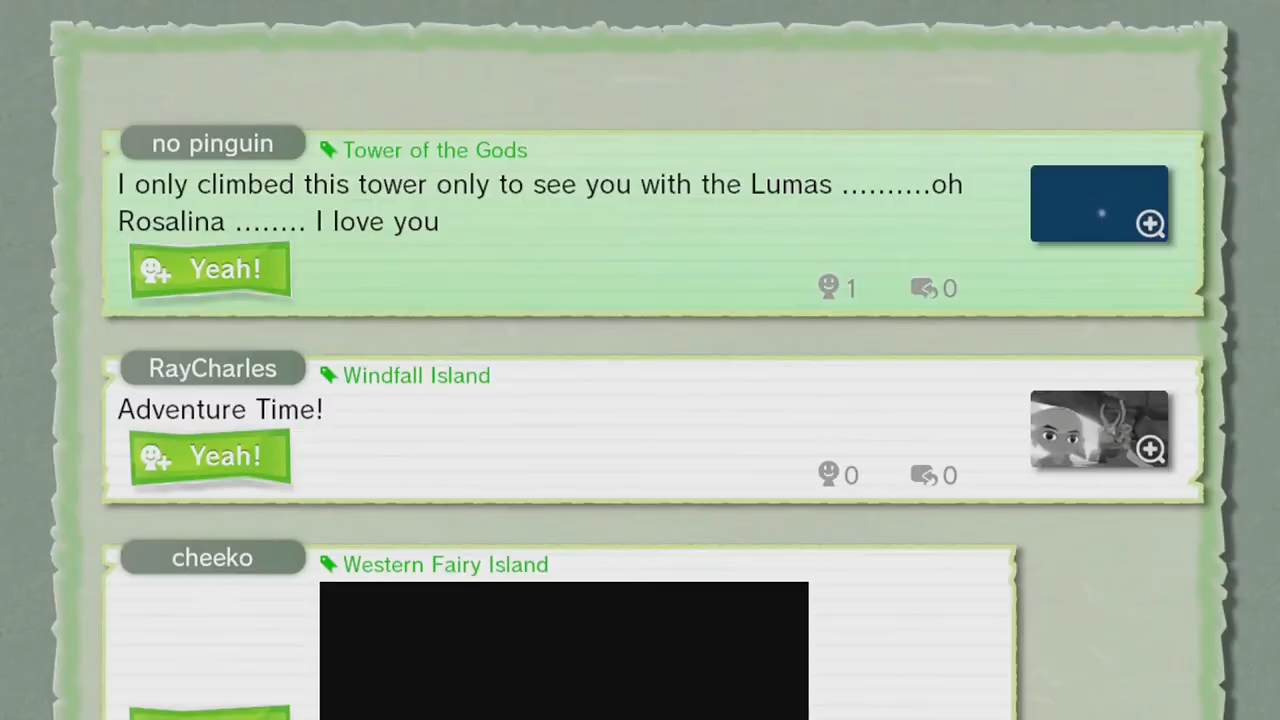 no pinguin
Tower of the Gods
I only climbed this tower only to see you with the Lumas ..........oh
Rosalina ........ I love you
Yeah!
1
0
RayCharles
Windfall Island
Adventure Time!
Yeah!
0
0
cheeko
Western Fairy Island